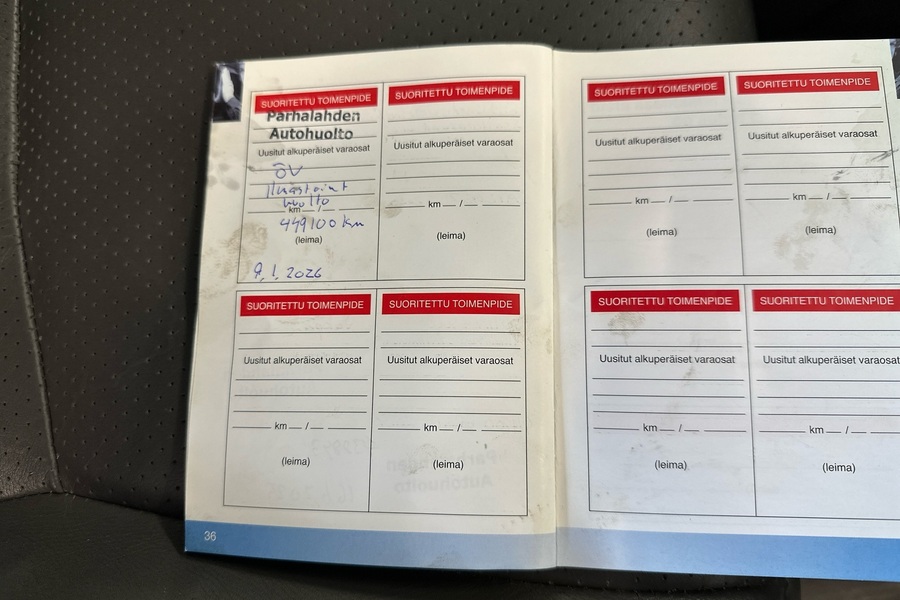 SUORITETTU TOIMENPIDE
Parhalahden
Autohuolto
Uusitut alkuperäiset varaosat
ÖV
Ilmastoint
huolto
km / 
449100 km
(leima)
9.1.2026
SUORITETTU TOIMENPIDE
Uusitut alkuperäiset varaosat
km / 
(leima)
SUORITETTU TOIMENPIDE
Uusitut alkuperäiset varaosat
km / 
(leima)
SUORITETTU TOIMENPIDE
Uusitut alkuperäiset varaosat
km / 
(leima)
SUORITETTU TOIMENPIDE
Uusitut alkuperäiset varaosat
km / 
(leima)
SUORITETTU TOIMENPIDE
Uusitut alkuperäiset varaosat
km / 
(leima)
SUORITETTU TOIMENPIDE
Uusitut alkuperäiset varaosat
km / 
(leima)
SUORITETTU TOIMENPIDE
Uusitut alkuperäiset varaosat
km / 
(leima)
36